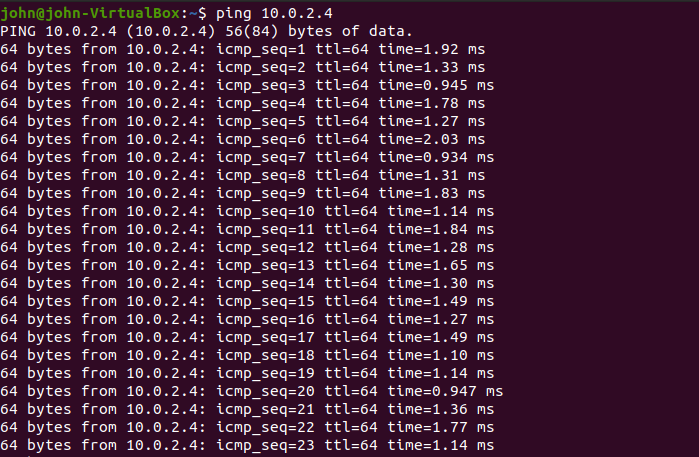 john@john-VirtualBox:~$ ping 10.0.2.4
PING 10.0.2.4 (10.0.2.4) 56(84) bytes of data.
64 bytes from 10.0.2.4: icmp_seq=1 ttl=64 time=1.92 ms
64 bytes from 10.0.2.4: icmp_seq=2 ttl=64 time=1.33 ms
64 bytes from 10.0.2.4: icmp_seq=3 ttl=64 time=0.945 ms
64 bytes from 10.0.2.4: icmp_seq=4 ttl=64 time=1.78 ms
64 bytes from 10.0.2.4: icmp_seq=5 ttl=64 time=1.27 ms
64 bytes from 10.0.2.4: icmp_seq=6 ttl=64 time=2.03 ms
64 bytes from 10.0.2.4: icmp_seq=7 ttl=64 time=0.934 ms
64 bytes from 10.0.2.4: icmp_seq=8 ttl=64 time=1.31 ms
64 bytes from 10.0.2.4: icmp_seq=9 ttl=64 time=1.83 ms
64 bytes from 10.0.2.4: icmp_seq=10 ttl=64 time=1.14 ms
64 bytes from 10.0.2.4: icmp_seq=11 ttl=64 time=1.84 ms
64 bytes from 10.0.2.4: icmp_seq=12 ttl=64 time=1.28 ms
64 bytes from 10.0.2.4: icmp_seq=13 ttl=64 time=1.65 ms
64 bytes from 10.0.2.4: icmp_seq=14 ttl=64 time=1.30 ms
64 bytes from 10.0.2.4: icmp_seq=15 ttl=64 time=1.49 ms
64 bytes from 10.0.2.4: icmp_seq=16 ttl=64 time=1.27 ms
64 bytes from 10.0.2.4: icmp_seq=17 ttl=64 time=1.49 ms
64 bytes from 10.0.2.4: icmp_seq=18 ttl=64 time=1.10 ms
64 bytes from 10.0.2.4: icmp_seq=19 ttl=64 time=1.14 ms
64 bytes from 10.0.2.4: icmp_seq=20 ttl=64 time=0.947 ms
64 bytes from 10.0.2.4: icmp_seq=21 ttl=64 time=1.36 ms
64 bytes from 10.0.2.4: icmp_seq=22 ttl=64 time=1.77 ms
64 bytes from 10.0.2.4: icmp_seq=23 ttl=64 time=1.14 ms